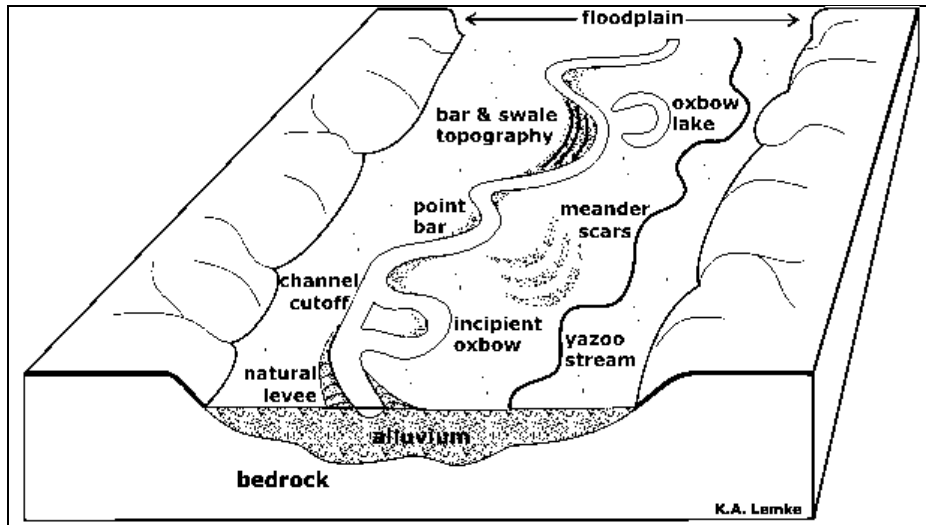 floodplain
bar & swale
topography
oxbow
lake
point
bar
meander
scars
channel
cutoff
incipient
oxbow
yazoo
stream
natural
levee
alluvium
bedrock
K.A. Lemke